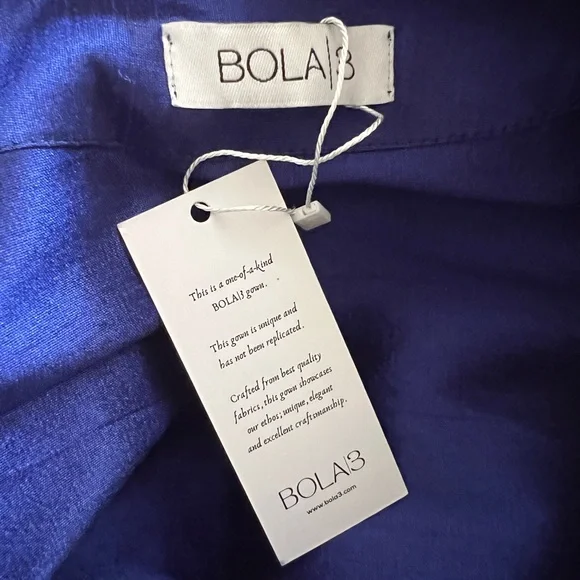 BOLA|3
This is a one-of-a-kind
BOLA|3 gown.
This gown is unique and
has not been replicated.
Crafted from best quality
fabrics, this gown showcases
our ethos; unique, elegant
and excellent craftsmanship.
BOLA|3
www.bola3.com